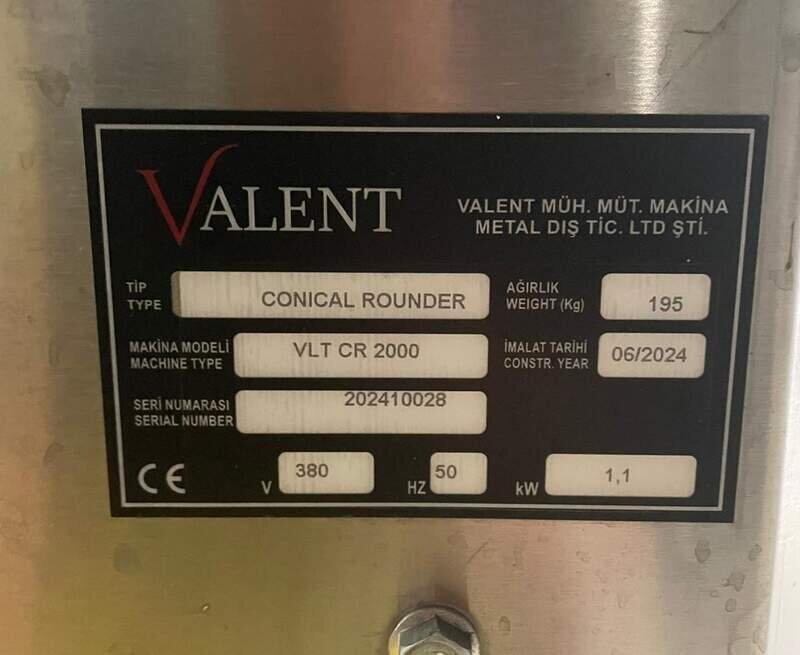 VALENT
VALENT MÜH. MÜT. MAKİNA
METAL DIŞ TİC. LTD ŞTİ.
TİP
TYPE
CONICAL ROUNDER
AĞIRLIK
WEIGHT (Kg)
195
MAKİNA MODELİ
MACHINE TYPE
VLT CR 2000
İMALAT TARİHİ
CONSTR. YEAR
06/2024
SERİ NUMARASI
SERIAL NUMBER
202410028
CE
V
380
HZ
50
kW
1,1